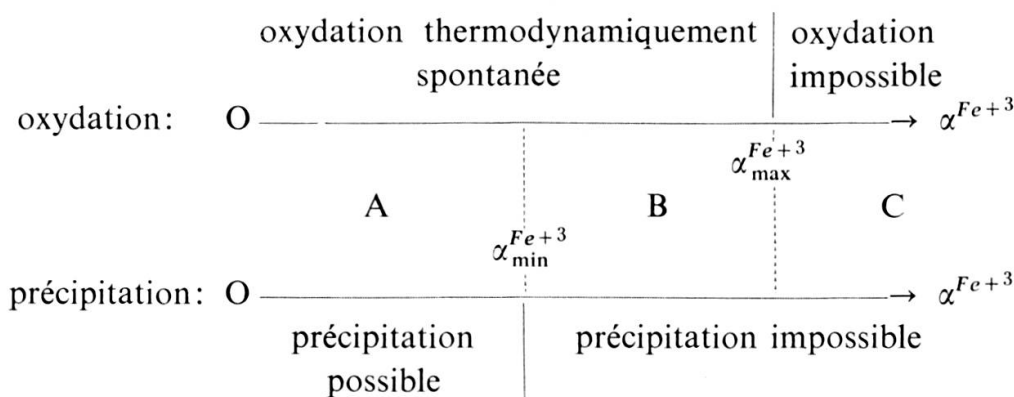 oxydation thermodynamiquement
spontanée
oxydation
impossible
oxydation: O → α^{Fe+3}
α^{Fe+3}_{max}
A B C
α^{Fe+3}_{min}
précipitation: O → α^{Fe+3}
précipitation
possible
précipitation impossible